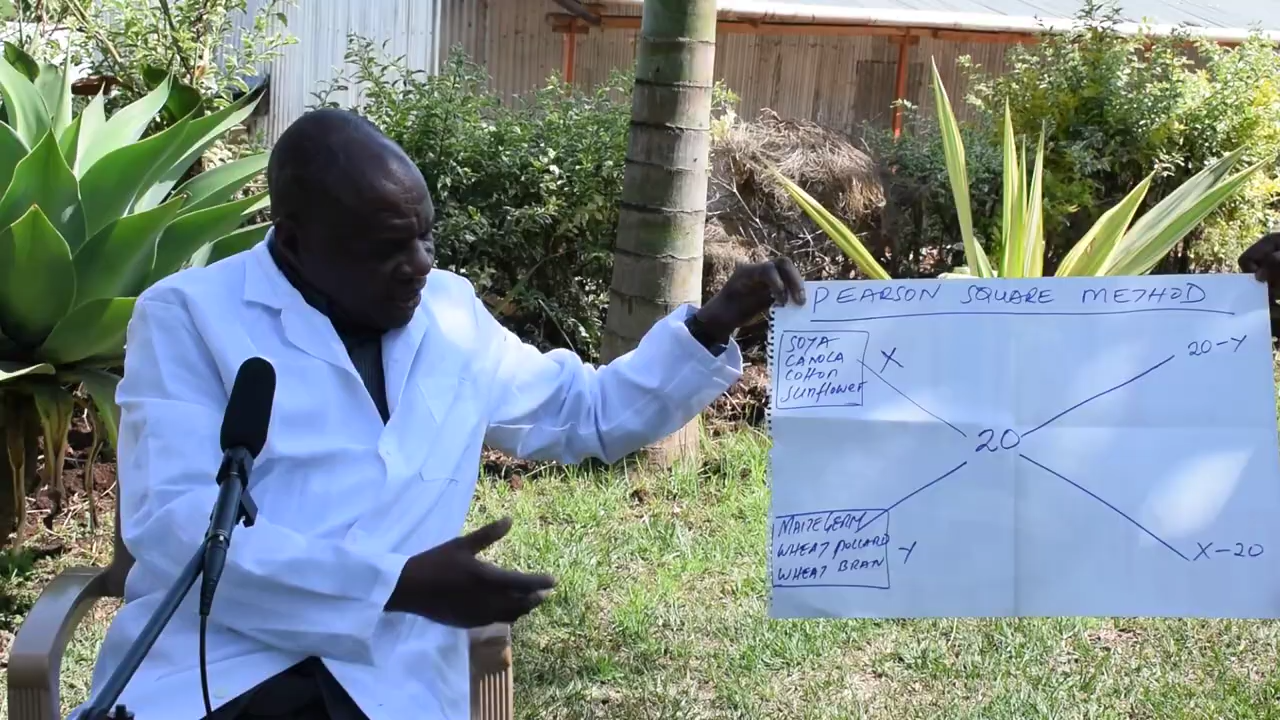 PEARSON SQUARE METHOD
SOYA
CANOLA
COTTON
SUNFLOWER
X
20-Y
20
MAIZE GERM
WHEAT POLLARD
WHEAT BRAN
Y
X-20